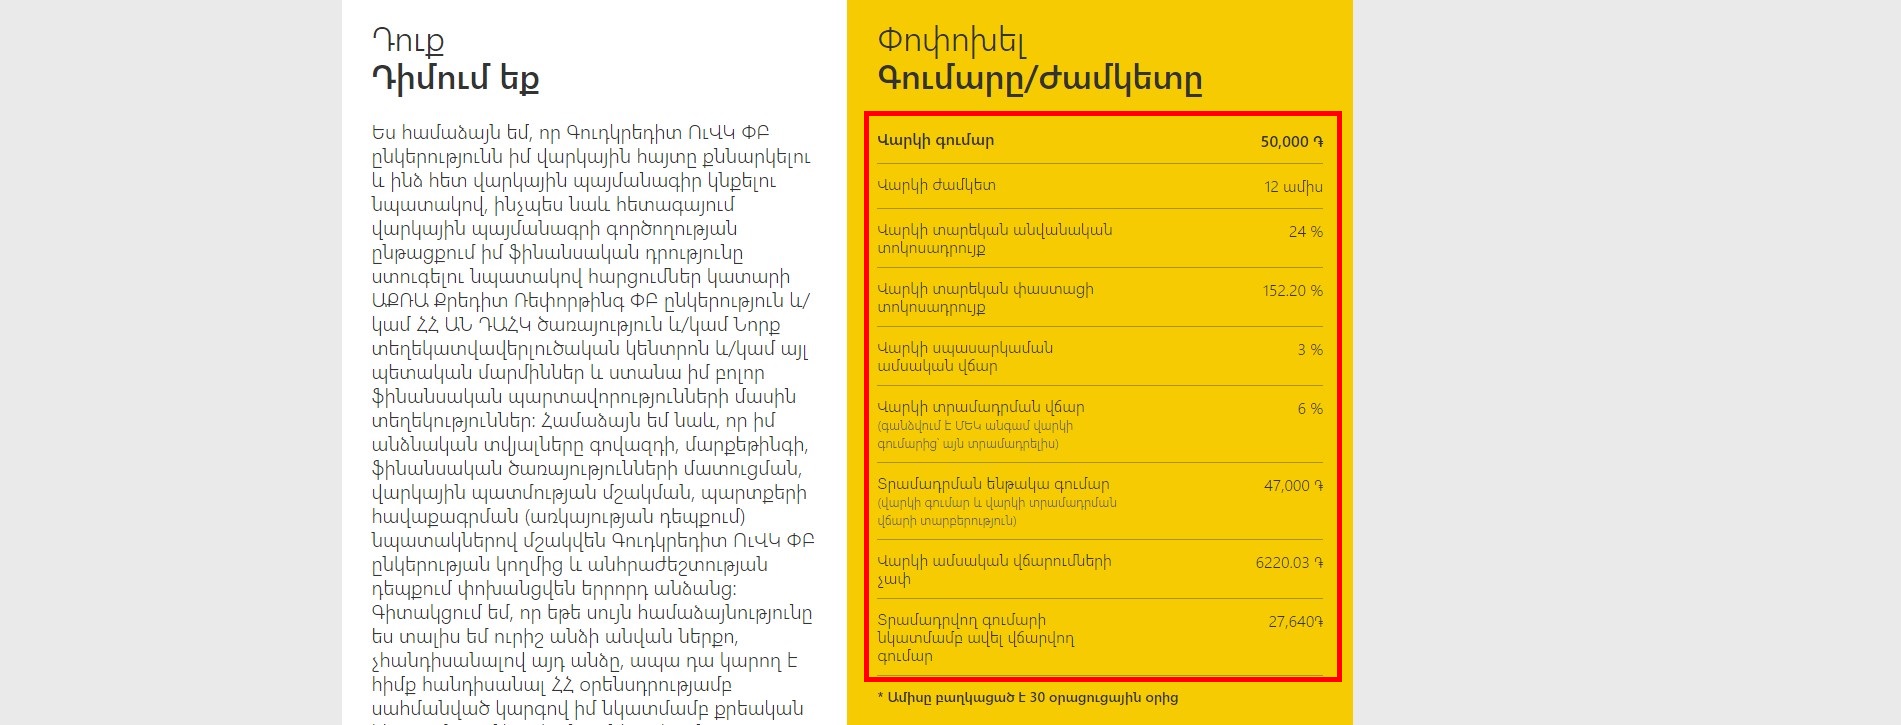 Դուք
Դիմում եք
Ես համաձայն եմ, որ Գուդկրեդիտ ՈւՎԿ ՓԲ
ընկերությունն իմ վարկային հայտը քննարկելու
և ինձ հետ վարկային պայմանագիր կնքելու
նպատակով, ինչպես նաև հետագայում
վարկային պայմանագրի գործողության
ընթացքում իմ ֆինանսական դրությունը
ստուգելու նպատակով հարցումներ կատարի
ԱՔՌԱ Քրեդիտ Ռեփորթինգ ՓԲ ընկերություն և/
կամ ՀՀ ԱՆ ԴԱՀԿ ծառայություն և/կամ Նորք
տեղեկատվավերլուծական կենտրոն և/կամ այլ
պետական մարմիններ և ստանա իմ բոլոր
ֆինանսական պարտավորությունների մասին
տեղեկություններ: Համաձայն եմ նաև, որ իմ
անձնական տվյալները գովազդի, մարքեթինգի,
ֆինանսական ծառայությունների մատուցման,
վարկային պատմության մշակման, պարտքերի
հավաքագրման (առկայության դեպքում)
նպատակներով մշակվեն Գուդկրեդիտ ՈւՎԿ ՓԲ
ընկերության կողմից և անհրաժեշտության
դեպքում փոխանցվեն երրորդ անձանց:
Գիտակցում եմ, որ եթե սույն համաձայնությունը
ես տալիս եմ ուրիշ անձի անվան ներքո,
չհանդիսանալով այդ անձը, ապա դա կարող է
հիմք հանդիսանալ ՀՀ օրենսդրությամբ
սահմանված կարգով իմ նկատմամբ քրեական
Փոփոխել
Գումարը/Ժամկետը
Վարկի գումար 50,000 ֏
Վարկի ժամկետ 12 ամիս
Վարկի տարեկան անվանական
տոկոսադրույք 24 %
Վարկի տարեկան փաստացի
տոկոսադրույք 152.20 %
Վարկի սպասարկաման
ամսական վճար 3 %
Վարկի տրամադրման վճար 6 %
(գանձվում է ՄԵԿ անգամ վարկի
գումարից՝ այն տրամադրելիս)
Տրամադրման ենթակա գումար 47,000 ֏
(վարկի գումար և վարկի տրամադրման
վճարի տարբերություն)
Վարկի ամսական վճարումների
չափ 6220.03 ֏
Տրամադրվող գումարի
նկատմամբ ավել վճարվող
գումար 27,640֏
* Ամիսը բաղկացած է 30 օրացուցային օրից